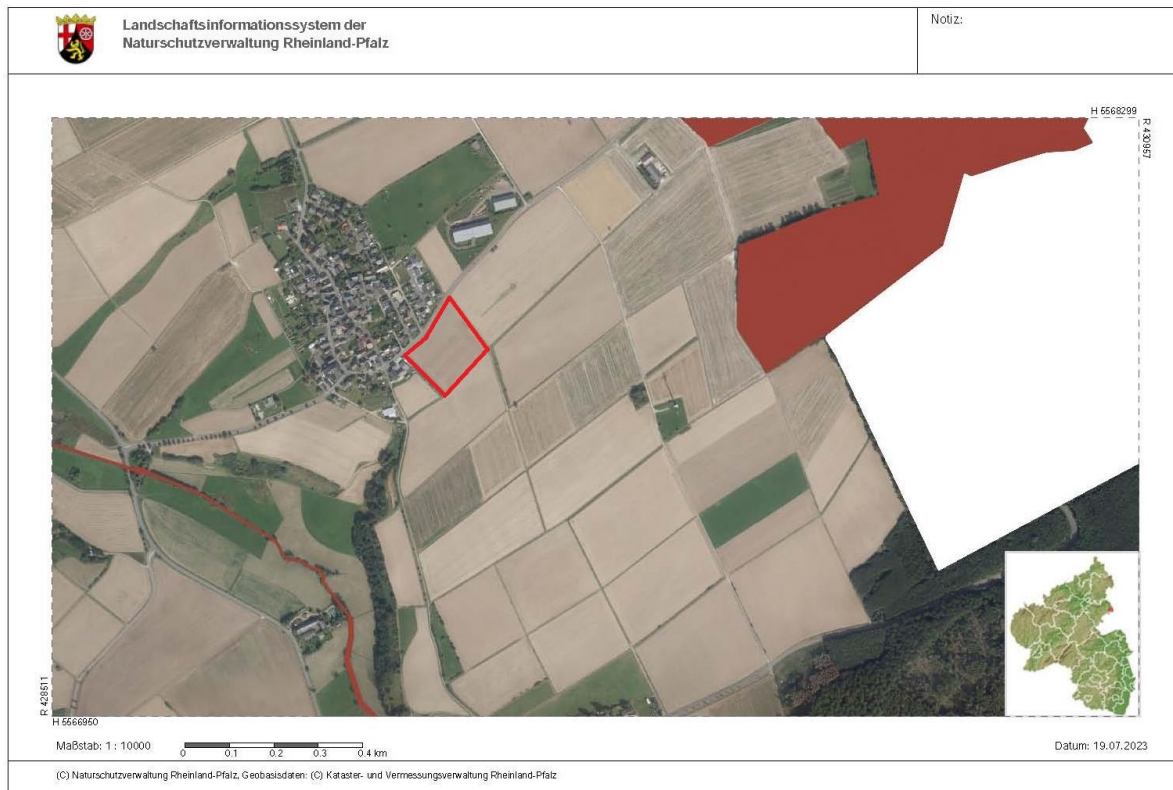 Landschaftsinformationssystem der
Naturschutzverwaltung Rheinland-Pfalz
Notiz:
H 5568299
R 430957
R 428511
H 5566950
Maßstab: 1 : 10000
0 0.1 0.2 0.3 0.4 km
Datum: 19.07.2023
(C) Naturschutzverwaltung Rheinland-Pfalz, Geobasisdaten: (C) Kataster- und Vermessungsverwaltung Rheinland-Pfalz